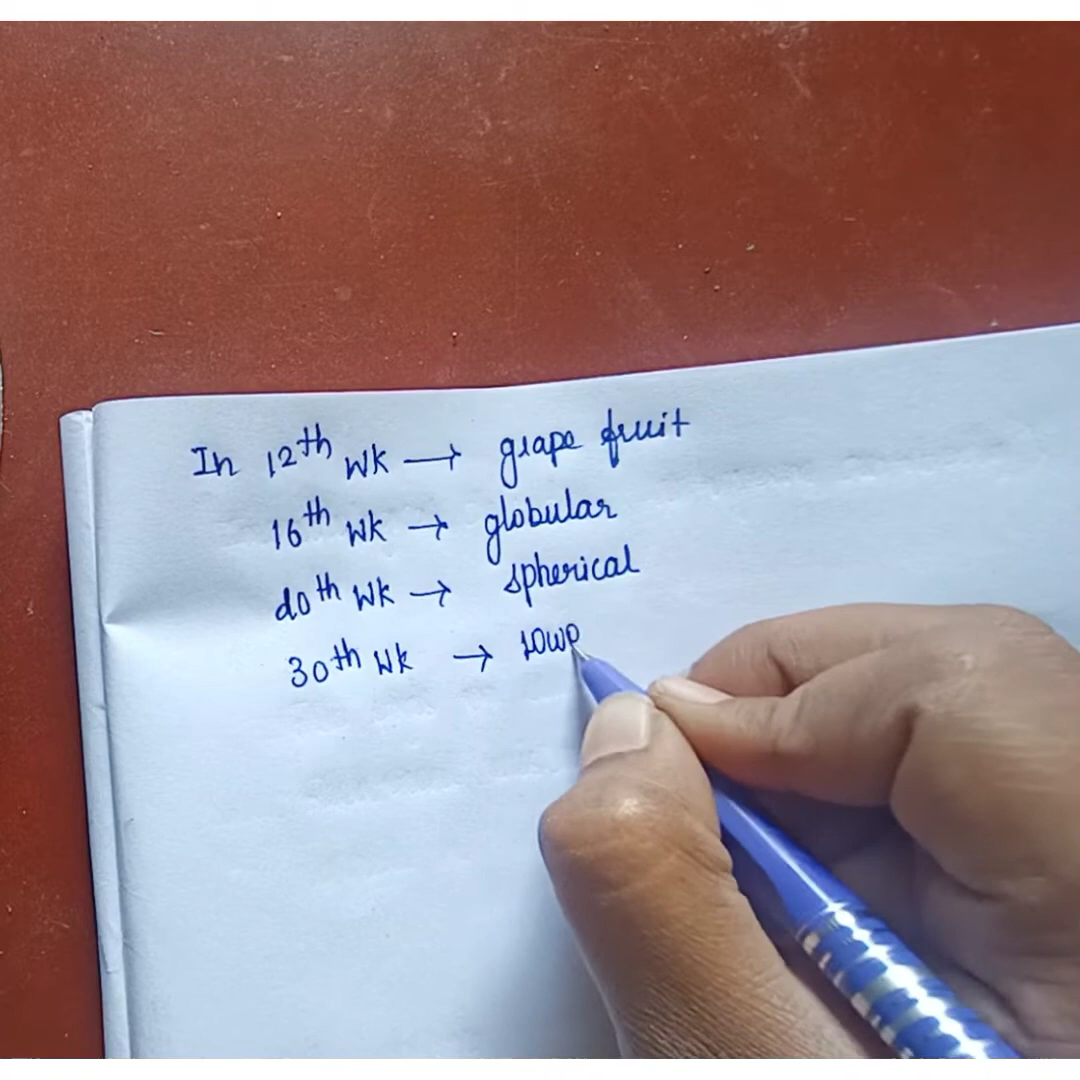 In 12th Wk → grape fruit
16th Wk → globular
20th Wk → spherical
30th Wk →